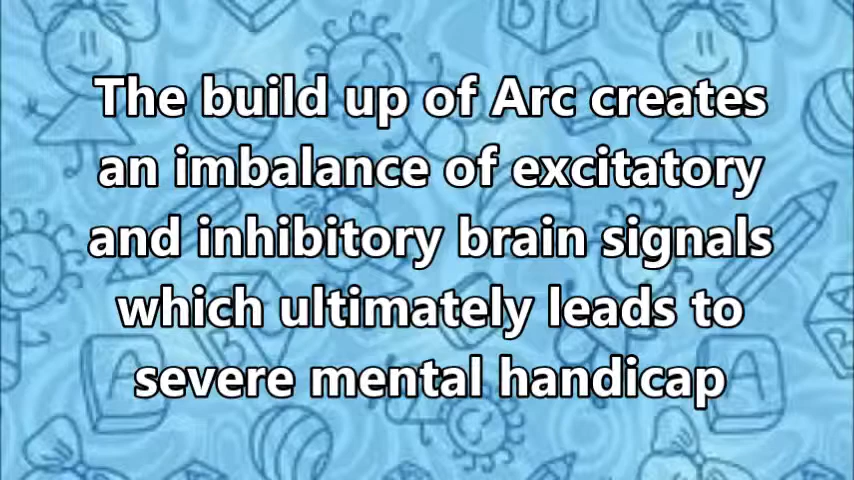 The build up of Arc creates
an imbalance of excitatory
and inhibitory brain signals
which ultimately leads to
severe mental handicap
A
A